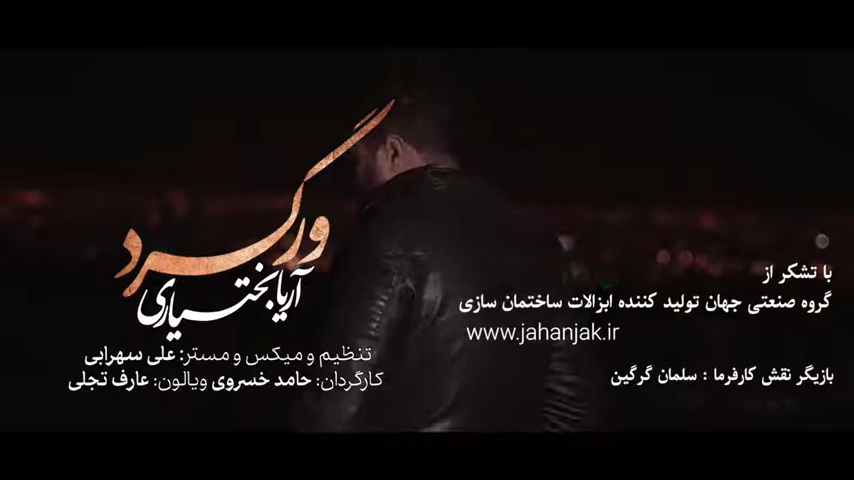 ورگرد
آریا بختیاری
تنظیم و میکس و مستر: علی سهرابی
کارگردان: حامد خسروی ویالون: عارف تجلی
با تشکر از
گروه صنعتی جهان تولید کننده ابزالات ساختمان سازی
www.jahanjak.ir
بازیگر نقش کارفرما : سلمان گرگین